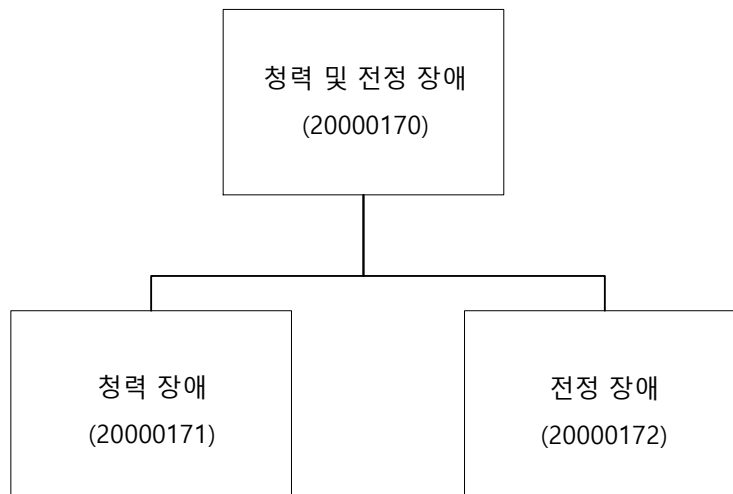 청력 및 전정 장애
(20000170)
청력 장애
(20000171)
전정 장애
(20000172)